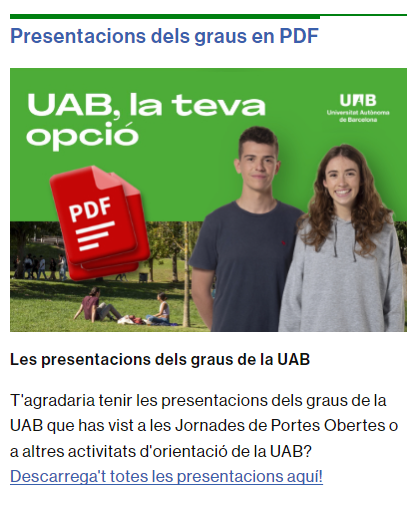 Presentacions dels graus en PDF
UAB, la teva
opció
UAB
Universitat Autònoma
de Barcelona
PDF
Les presentacions dels graus de la UAB
T'agradaria tenir les presentacions dels graus de la
UAB que has vist a les Jornades de Portes Obertes o
a altres activitats d'orientació de la UAB?
Descarrega't totes les presentacions aquí!